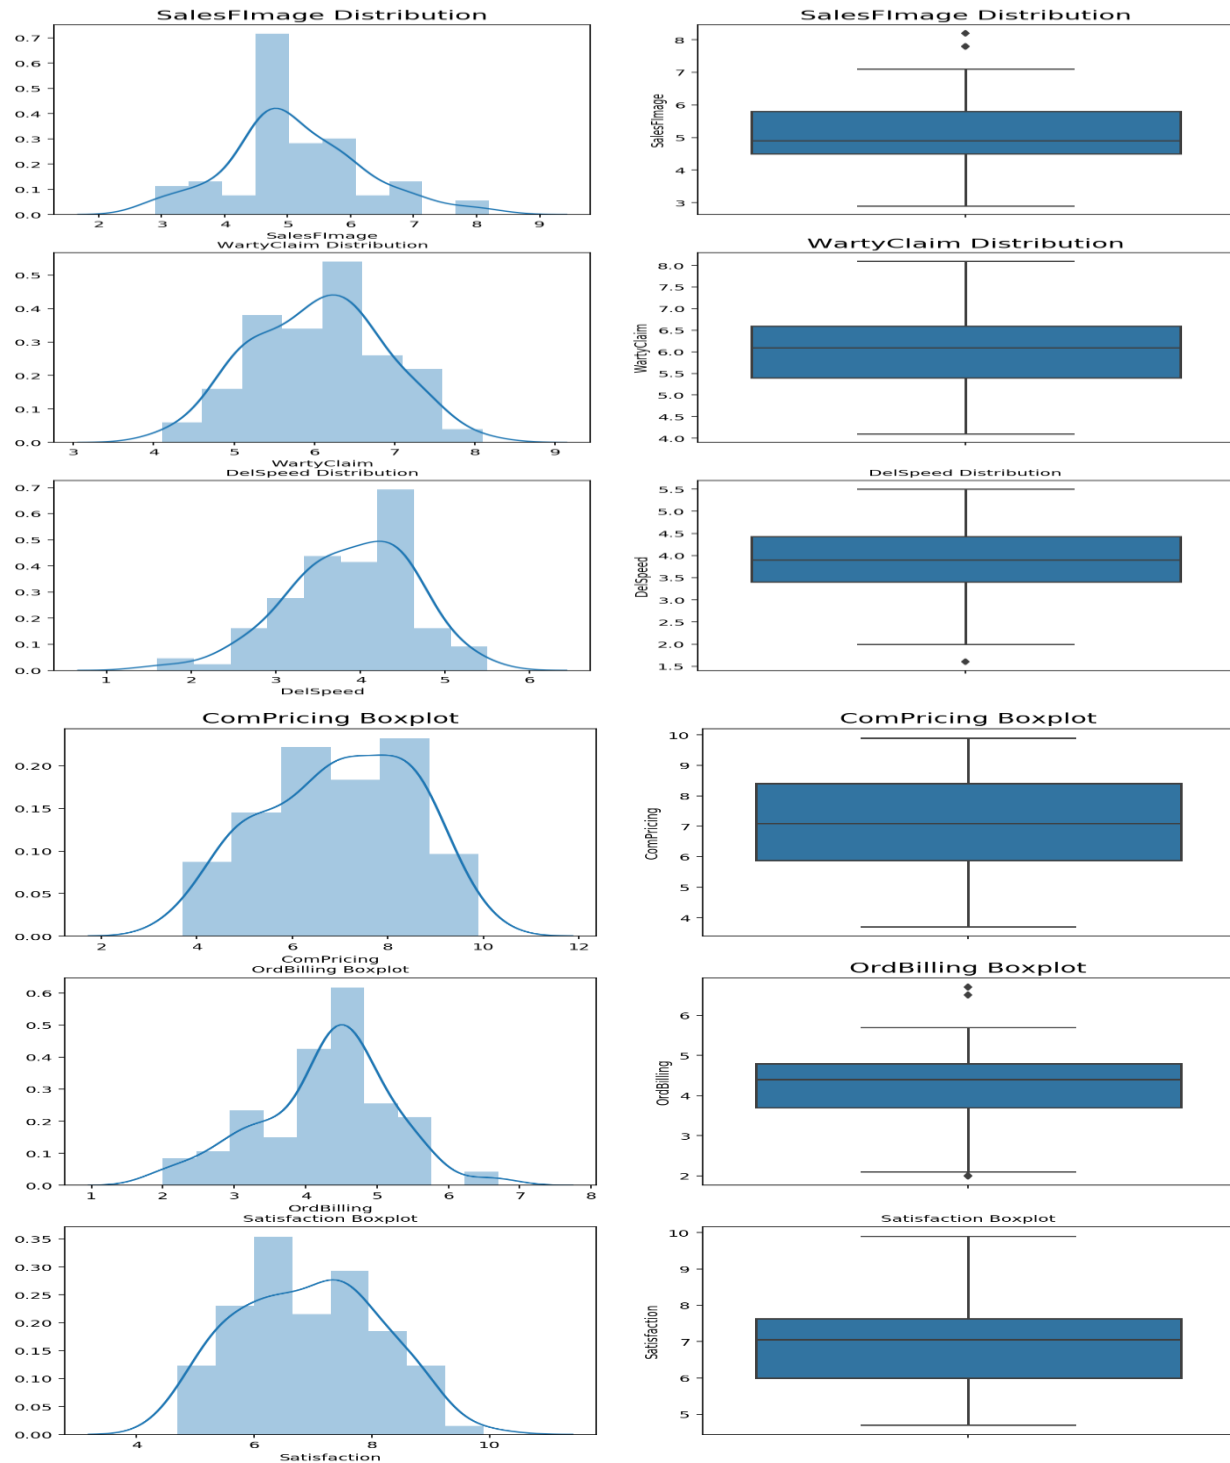 SalesFImage Distribution
0.7
0.6
0.5
0.4
0.3
0.2
0.1
0.0
2 3 4 5 6 7 8 9
SalesFImage
SalesFImage Distribution
SalesFImage
8
7
6
5
4
3
WartyClaim Distribution
0.5
0.4
0.3
0.2
0.1
0.0
3 4 5 6 7 8 9
WartyClaim
WartyClaim Distribution
WartyClaim
8.0
7.5
7.0
6.5
6.0
5.5
5.0
4.5
4.0
DelSpeed Distribution
0.7
0.6
0.5
0.4
0.3
0.2
0.1
0.0
1 2 3 4 5 6
DelSpeed
DelSpeed Distribution
DelSpeed
5.5
5.0
4.5
4.0
3.5
3.0
2.5
2.0
1.5
ComPricing Boxplot
0.20
0.15
0.10
0.05
0.00
2 4 6 8 10 12
ComPricing
ComPricing Boxplot
ComPricing
10
9
8
7
6
5
4
OrdBilling Boxplot
0.6
0.5
0.4
0.3
0.2
0.1
0.0
1 2 3 4 5 6 7 8
OrdBilling
OrdBilling Boxplot
OrdBilling
6
5
4
3
2
Satisfaction Boxplot
0.35
0.30
0.25
0.20
0.15
0.10
0.05
0.00
4 6 8 10
Satisfaction
Satisfaction Boxplot
Satisfaction
10
9
8
7
6
5